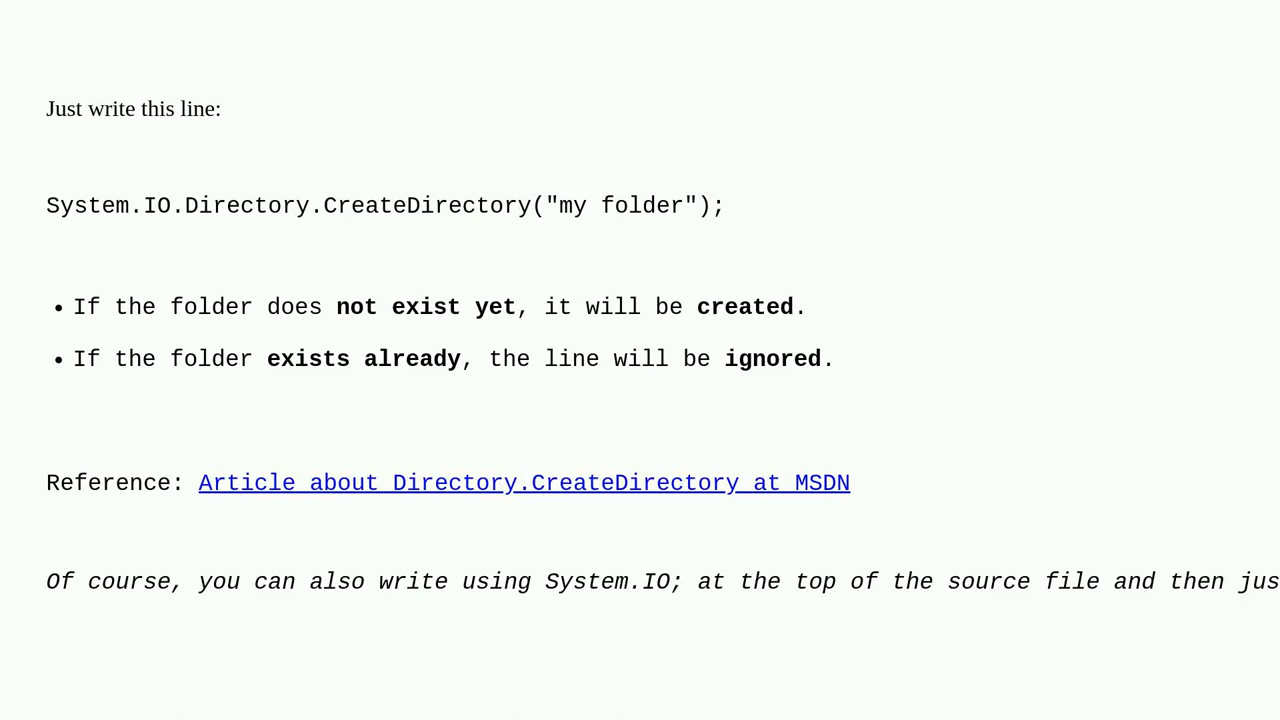 Just write this line:
System.IO.Directory.CreateDirectory("my folder");
• If the folder does not exist yet, it will be created.
• If the folder exists already, the line will be ignored.
Reference: Article about Directory.CreateDirectory at MSDN
Of course, you can also write using System.IO; at the top of the source file and then jus